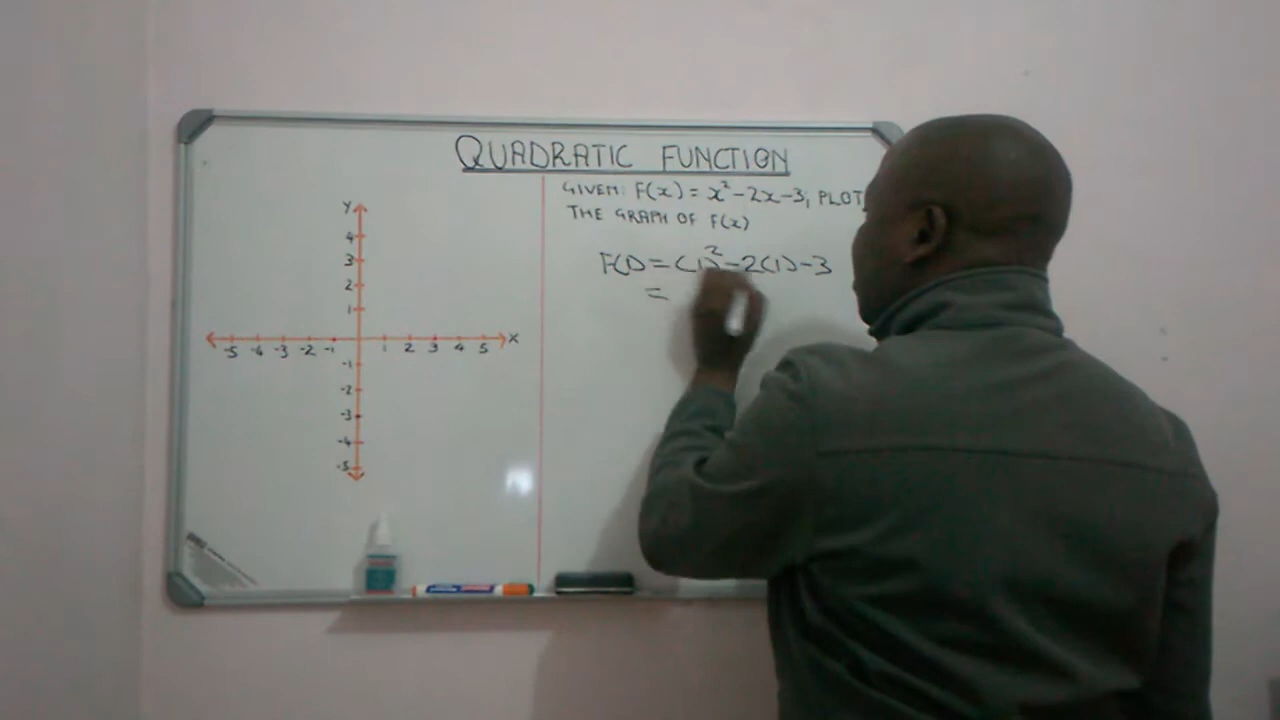 QUADRATIC FUNCTION
GIVEN: F(x) = x² - 2x - 3, PLOT
THE GRAPH OF F(x)
F(1) = (1)² - 2(1) - 3
=
Y
4
3
2
1
-5 -4 -3 -2 -1 1 2 3 4 5 X
-1
-2
-3
-4
-5